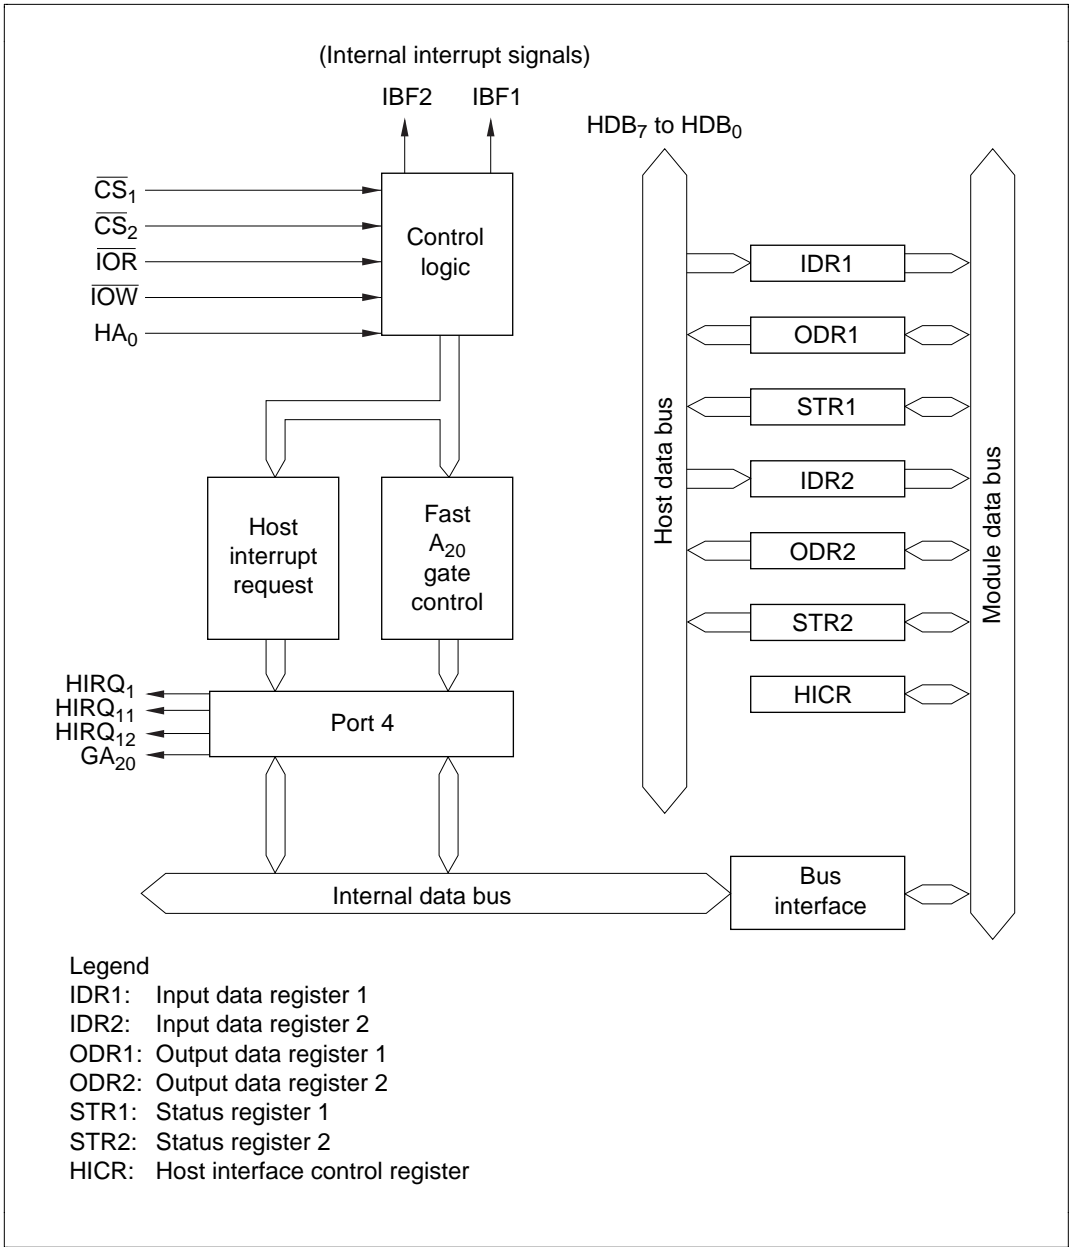 (Internal interrupt signals)
IBF2 IBF1
HDB₇ to HDB₀
C̅S̅₁
C̅S̅₂
I̅O̅R̅
I̅O̅W̅
HA₀
Control
logic
Host
interrupt
request
Fast
A₂₀
gate
control
HIRQ₁
HIRQ₁₁
HIRQ₁₂
GA₂₀
Port 4
Host data bus
IDR1
ODR1
STR1
IDR2
ODR2
STR2
HICR
Module data bus
Internal data bus
Bus
interface
Legend
IDR1: Input data register 1
IDR2: Input data register 2
ODR1: Output data register 1
ODR2: Output data register 2
STR1: Status register 1
STR2: Status register 2
HICR: Host interface control register